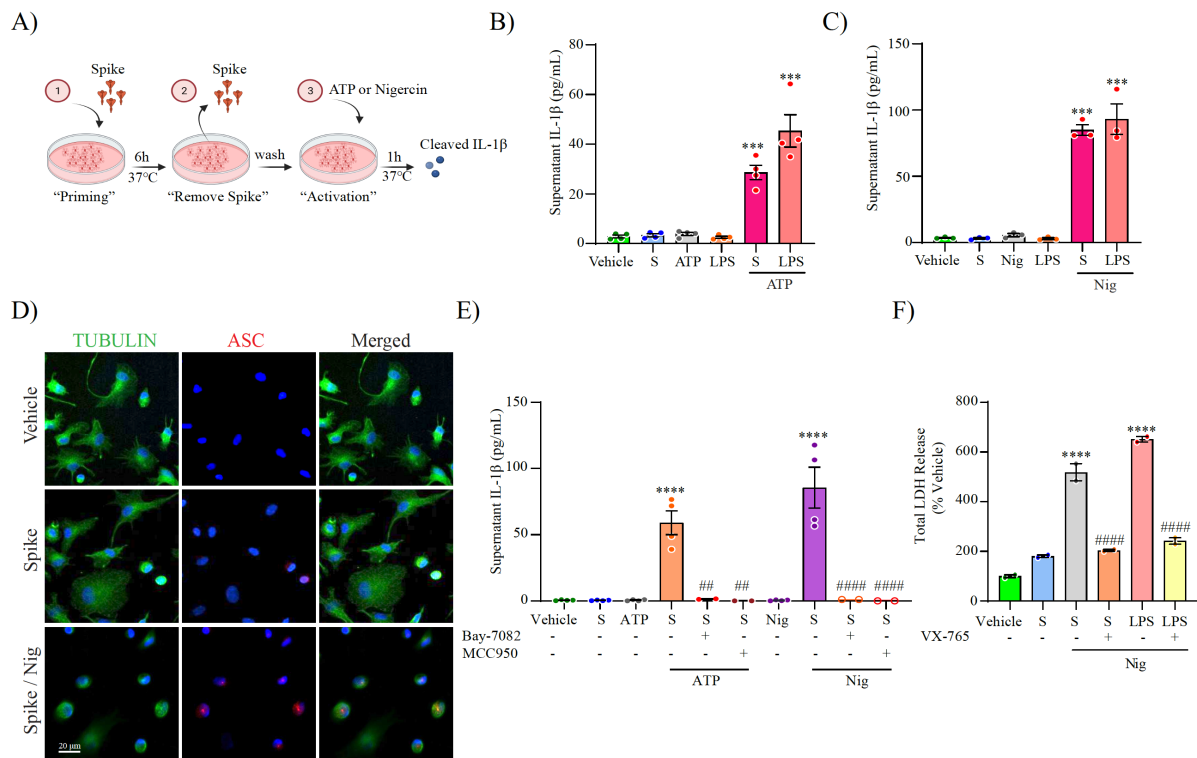 A)
1
Spike
2
Spike
3
ATP or Nigercin
Cleaved IL-1β
6h
37°C
wash
1h
37°C
“Priming”
“Remove Spike”
“Activation”
B)
Supernatant IL-1β (pg/mL)
80
60
40
20
0
***
***
Vehicle S ATP LPS S LPS
ATP
C)
Supernatant IL-1β (pg/mL)
150
100
50
0
***
***
Vehicle S Nig LPS S LPS
Nig
D)
TUBULIN ASC Merged
Vehicle
Spike
Spike / Nig
20 µm
E)
Supernatant IL-1β (pg/mL)
150
100
50
0
****
##
##
****
####
####
Vehicle S ATP S S S Nig S S S
Bay-7082 - - - - + - - - + -
MCC950 - - - - - + - - - +
ATP
Nig
F)
Total LDH Release
(% Vehicle)
800
600
400
200
0
****
####
****
####
Vehicle S S S LPS LPS
VX-765 - - - + - +
Nig